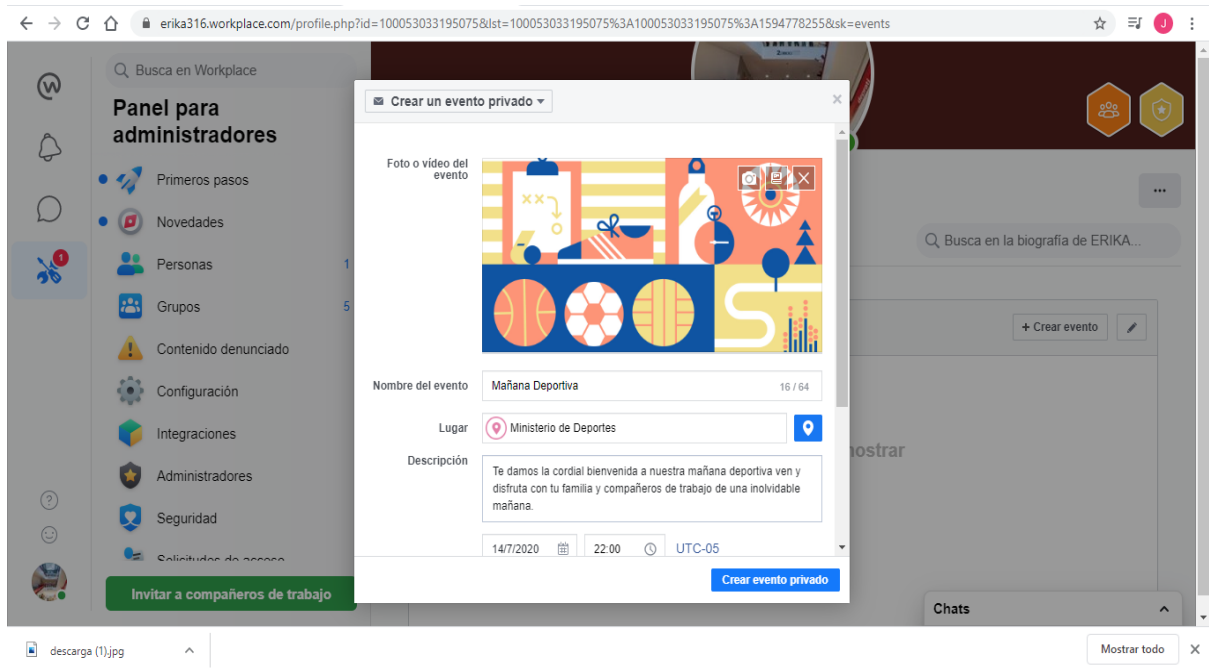 erika316.workplace.com/profile.php?id=100053033195075&lst=100053033195075%3A100053033195075%3A1594778255&sk=events
J
Busca en Workplace
Panel para
administradores
Primeros pasos
Novedades
Personas 1
Grupos 5
Contenido denunciado
Configuración
Integraciones
Administradores
Seguridad
Solicitudes de acceso
Invitar a compañeros de trabajo
1
Crear un evento privado
Foto o vídeo del
evento
Nombre del evento Mañana Deportiva 16 / 64
Lugar Ministerio de Deportes
Descripción
Te damos la cordial bienvenida a nuestra mañana deportiva ven y
disfruta con tu familia y compañeros de trabajo de una inolvidable
mañana.
14/7/2020 22:00 UTC-05
Crear evento privado
Busca en la biografía de ERIKA...
+ Crear evento
mostrar
Chats
descarga (1).jpg
Mostrar todo